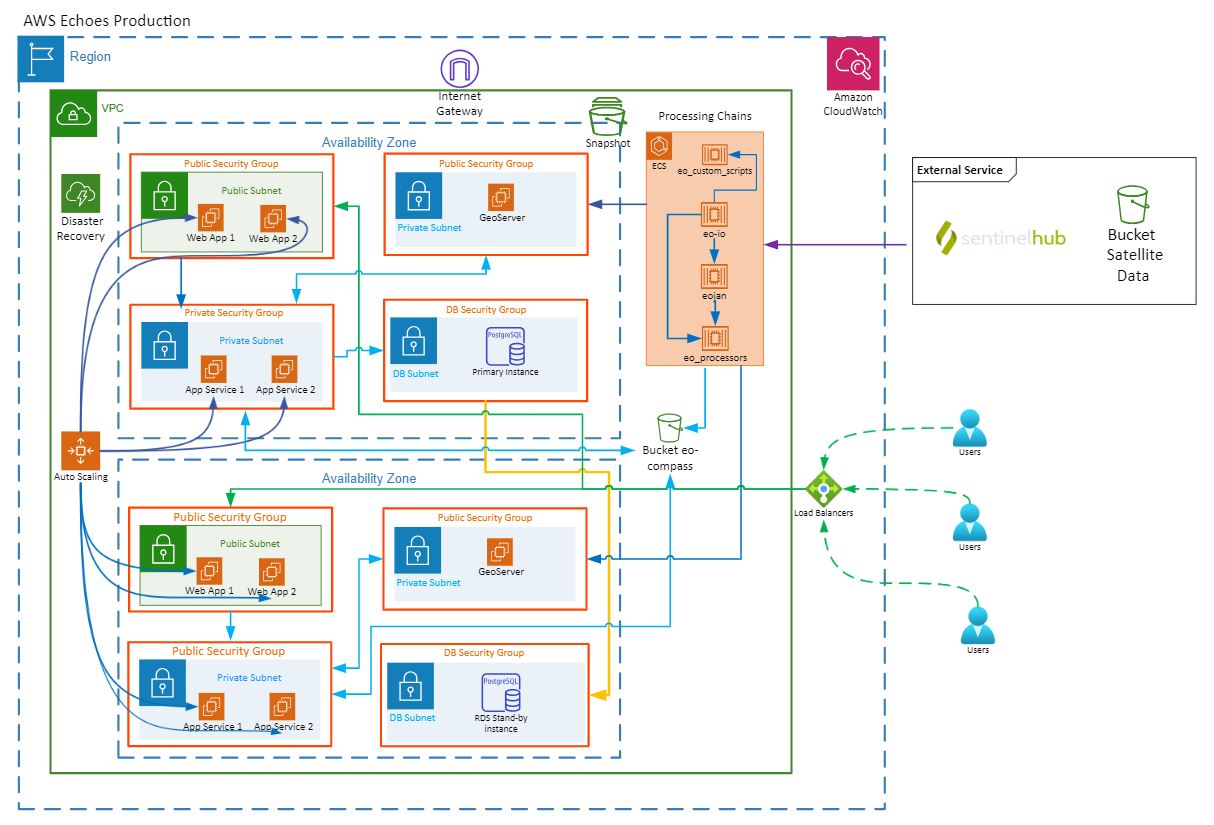 AWS Echoes Production
Region
Internet
Gateway
Amazon
CloudWatch
VPC
Snapshot
Processing Chains
Availability Zone
Disaster
Recovery
Public Security Group
Public Subnet
Web App 1
Web App 2
Public Security Group
Private Subnet
GeoServer
ECS
eo_custom_scripts
eo-io
eojan
eo_processors
External Service
sentinelhub
Bucket
Satellite
Data
Private Security Group
Private Subnet
App Service 1
App Service 2
DB Security Group
PostgreSQL
DB Subnet
Primary Instance
Auto Scaling
Bucket eo-
compass
Users
Load Balancers
Users
Users
Availability Zone
Public Security Group
Public Subnet
Web App 1
Web App 2
Public Security Group
Private Subnet
GeoServer
Public Security Group
Private Subnet
App Service 1
App Service 2
DB Security Group
PostgreSQL
DB Subnet
RDS Stand-by
instance